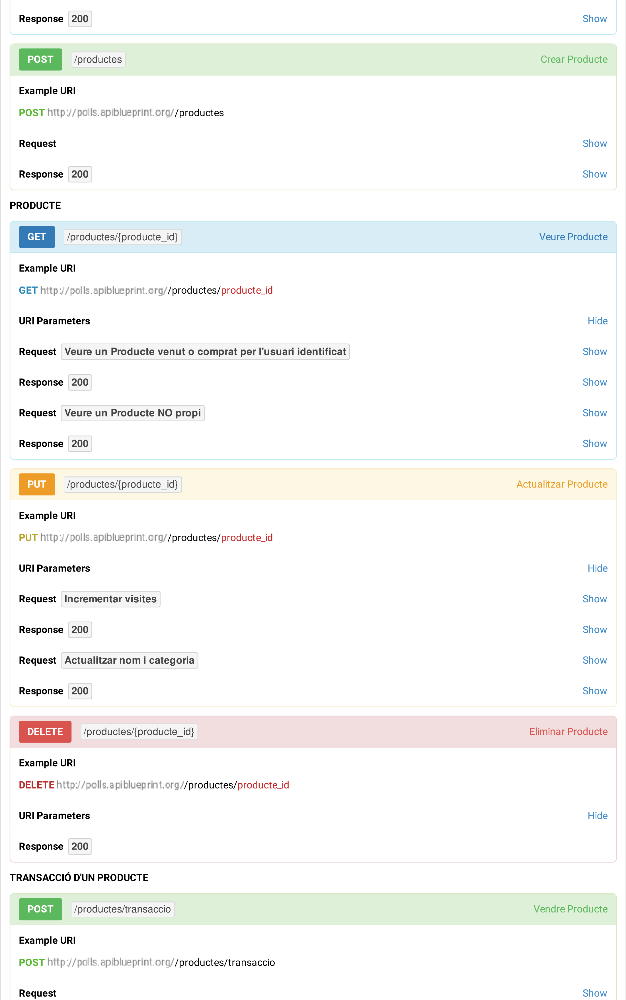 Response 200 Show
POST /productes Crear Producte
Example URI
POST http://polls.apiblueprint.org//productes
Request Show
Response 200 Show
PRODUCTE
GET /productes/{producte_id} Veure Producte
Example URI
GET http://polls.apiblueprint.org//productes/producte_id
URI Parameters Hide
Request Veure un Producte venut o comprat per l'usuari identificat Show
Response 200 Show
Request Veure un Producte NO propi Show
Response 200 Show
PUT /productes/{producte_id} Actualitzar Producte
Example URI
PUT http://polls.apiblueprint.org//productes/producte_id
URI Parameters Hide
Request Incrementar visites Show
Response 200 Show
Request Actualitzar nom i categoria Show
Response 200 Show
DELETE /productes/{producte_id} Eliminar Producte
Example URI
DELETE http://polls.apiblueprint.org//productes/producte_id
URI Parameters Hide
Response 200
TRANSACCIÓ D'UN PRODUCTE
POST /productes/transaccio Vendre Producte
Example URI
POST http://polls.apiblueprint.org//productes/transaccio
Request Show